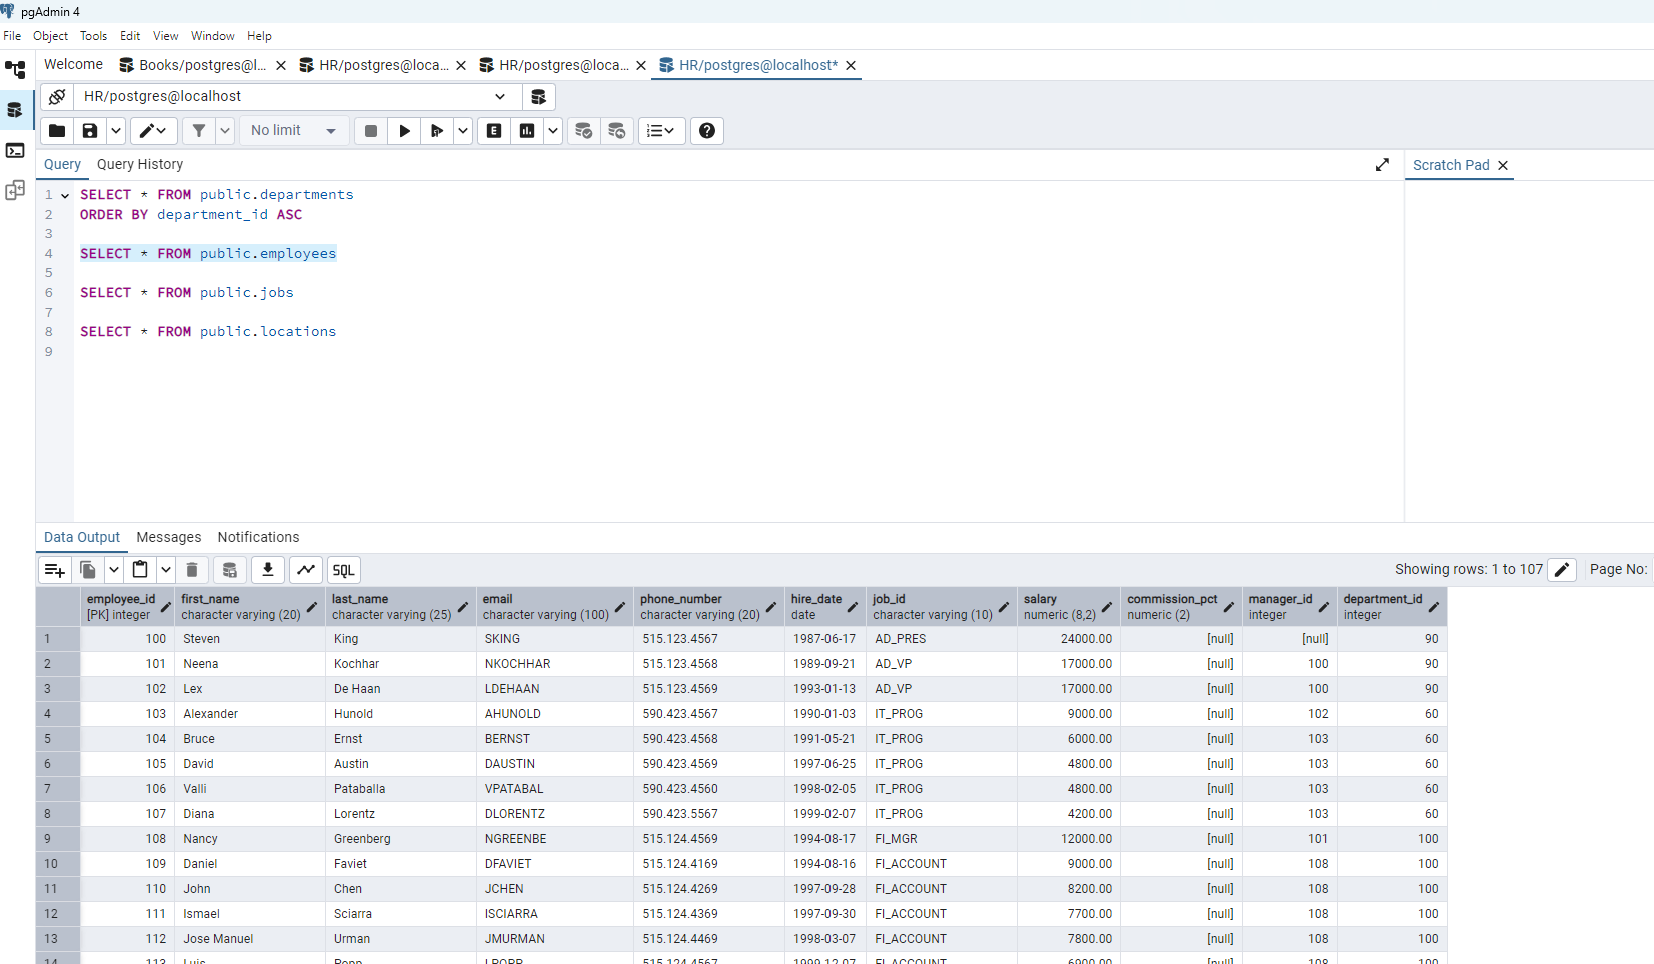 pgAdmin 4
File Object Tools Edit View Window Help
Welcome Books/postgres@l... HR/postgres@loca... HR/postgres@loca... HR/postgres@localhost*
HR/postgres@localhost
No limit
Query Query History Scratch Pad
1 SELECT * FROM public.departments
2 ORDER BY department_id ASC
3
4 SELECT * FROM public.employees
5
6 SELECT * FROM public.jobs
7
8 SELECT * FROM public.locations
9
Data Output Messages Notifications
SQL Showing rows: 1 to 107 Page No:
employee_id first_name last_name email phone_number hire_date job_id salary commission_pct manager_id department_id
[PK] integer character varying (20) character varying (25) character varying (100) character varying (20) date character varying (10) numeric (8,2) numeric (2) integer integer
1 100 Steven King SKING 515.123.4567 1987-06-17 AD_PRES 24000.00 [null] [null] 90
2 101 Neena Kochhar NKOCHHAR 515.123.4568 1989-09-21 AD_VP 17000.00 [null] 100 90
3 102 Lex De Haan LDEHAAN 515.123.4569 1993-01-13 AD_VP 17000.00 [null] 100 90
4 103 Alexander Hunold AHUNOLD 590.423.4567 1990-01-03 IT_PROG 9000.00 [null] 102 60
5 104 Bruce Ernst BERNST 590.423.4568 1991-05-21 IT_PROG 6000.00 [null] 103 60
6 105 David Austin DAUSTIN 590.423.4569 1997-06-25 IT_PROG 4800.00 [null] 103 60
7 106 Valli Pataballa VPATABAL 590.423.4560 1998-02-05 IT_PROG 4800.00 [null] 103 60
8 107 Diana Lorentz DLORENTZ 590.423.5567 1999-02-07 IT_PROG 4200.00 [null] 103 60
9 108 Nancy Greenberg NGREENBE 515.124.4569 1994-08-17 FI_MGR 12000.00 [null] 101 100
10 109 Daniel Faviet DFAVIET 515.124.4169 1994-08-16 FI_ACCOUNT 9000.00 [null] 108 100
11 110 John Chen JCHEN 515.124.4269 1997-09-28 FI_ACCOUNT 8200.00 [null] 108 100
12 111 Ismael Sciarra ISCIARRA 515.124.4369 1997-09-30 FI_ACCOUNT 7700.00 [null] 108 100
13 112 Jose Manuel Urman JMURMAN 515.124.4469 1998-03-07 FI_ACCOUNT 7800.00 [null] 108 100
14 113 Luis Popp LPOPP 515.124.4567 1999-12-07 FI_ACCOUNT 6900.00 [null] 108 100